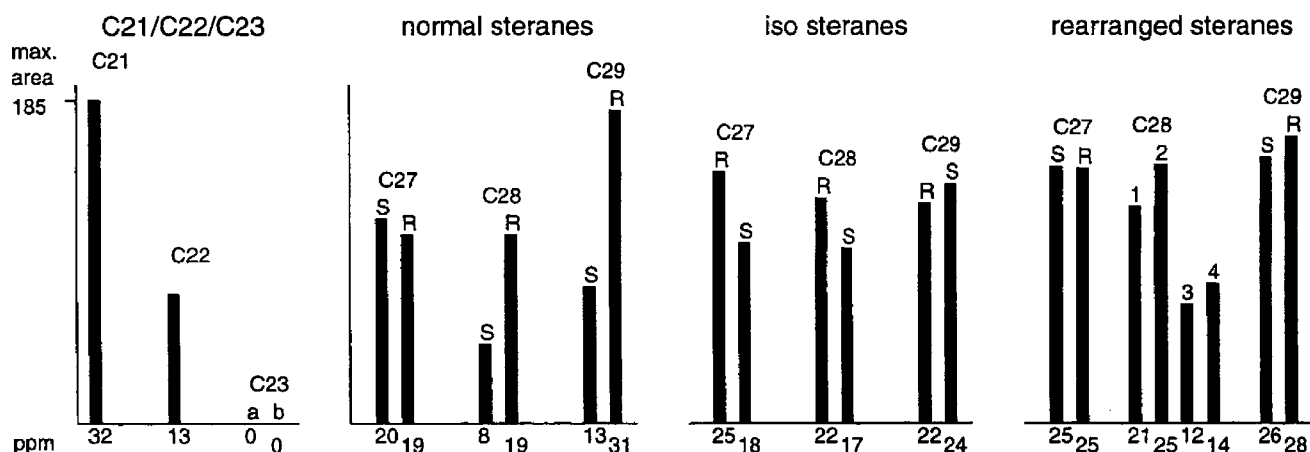 C21/C22/C23
max.
area
185
C21
C22
C23
a b
ppm 32 13 0 0
normal steranes
C27
S R
C28
S R
C29
S R
20 19 8 19 13 31
iso steranes
C27
R S
C28
R S
C29
R S
25 18 22 17 22 24
rearranged steranes
C27
S R
C28
1 2 3 4
C29
S R
25 25 21 25 12 14 26 28